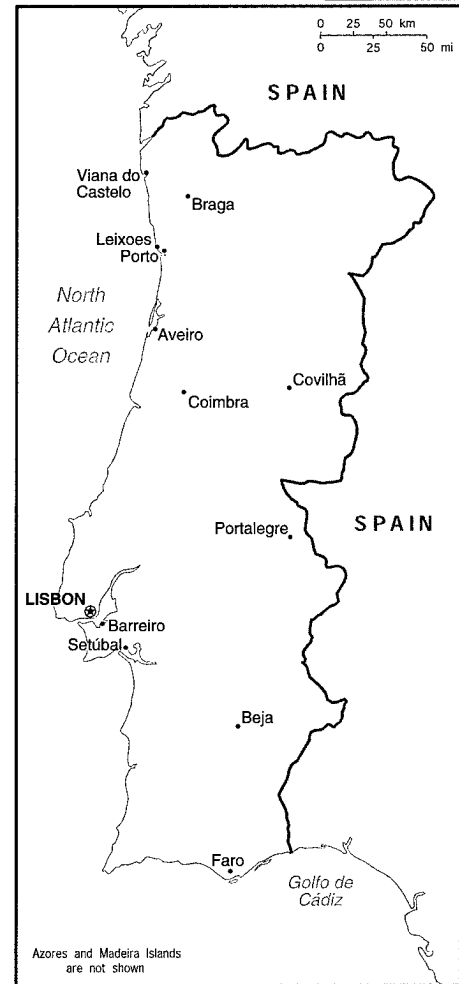 0 25 50 km
0 25 50 mi
SPAIN
Viana do
Castelo
Braga
Leixoes
Porto
North
Atlantic
Ocean
Aveiro
Covilhã
Coimbra
Portalegre
SPAIN
LISBON
Barreiro
Setúbal
Beja
Faro
Golfo de
Cádiz
Azores and Madeira Islands
are not shown